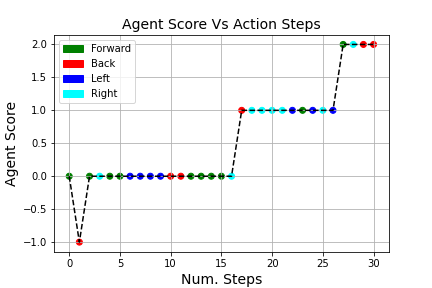 Agent Score Vs Action Steps
Forward
Back
Left
Right
2.0
1.5
1.0
0.5
0.0
−0.5
−1.0
Agent Score
0 5 10 15 20 25 30
Num. Steps